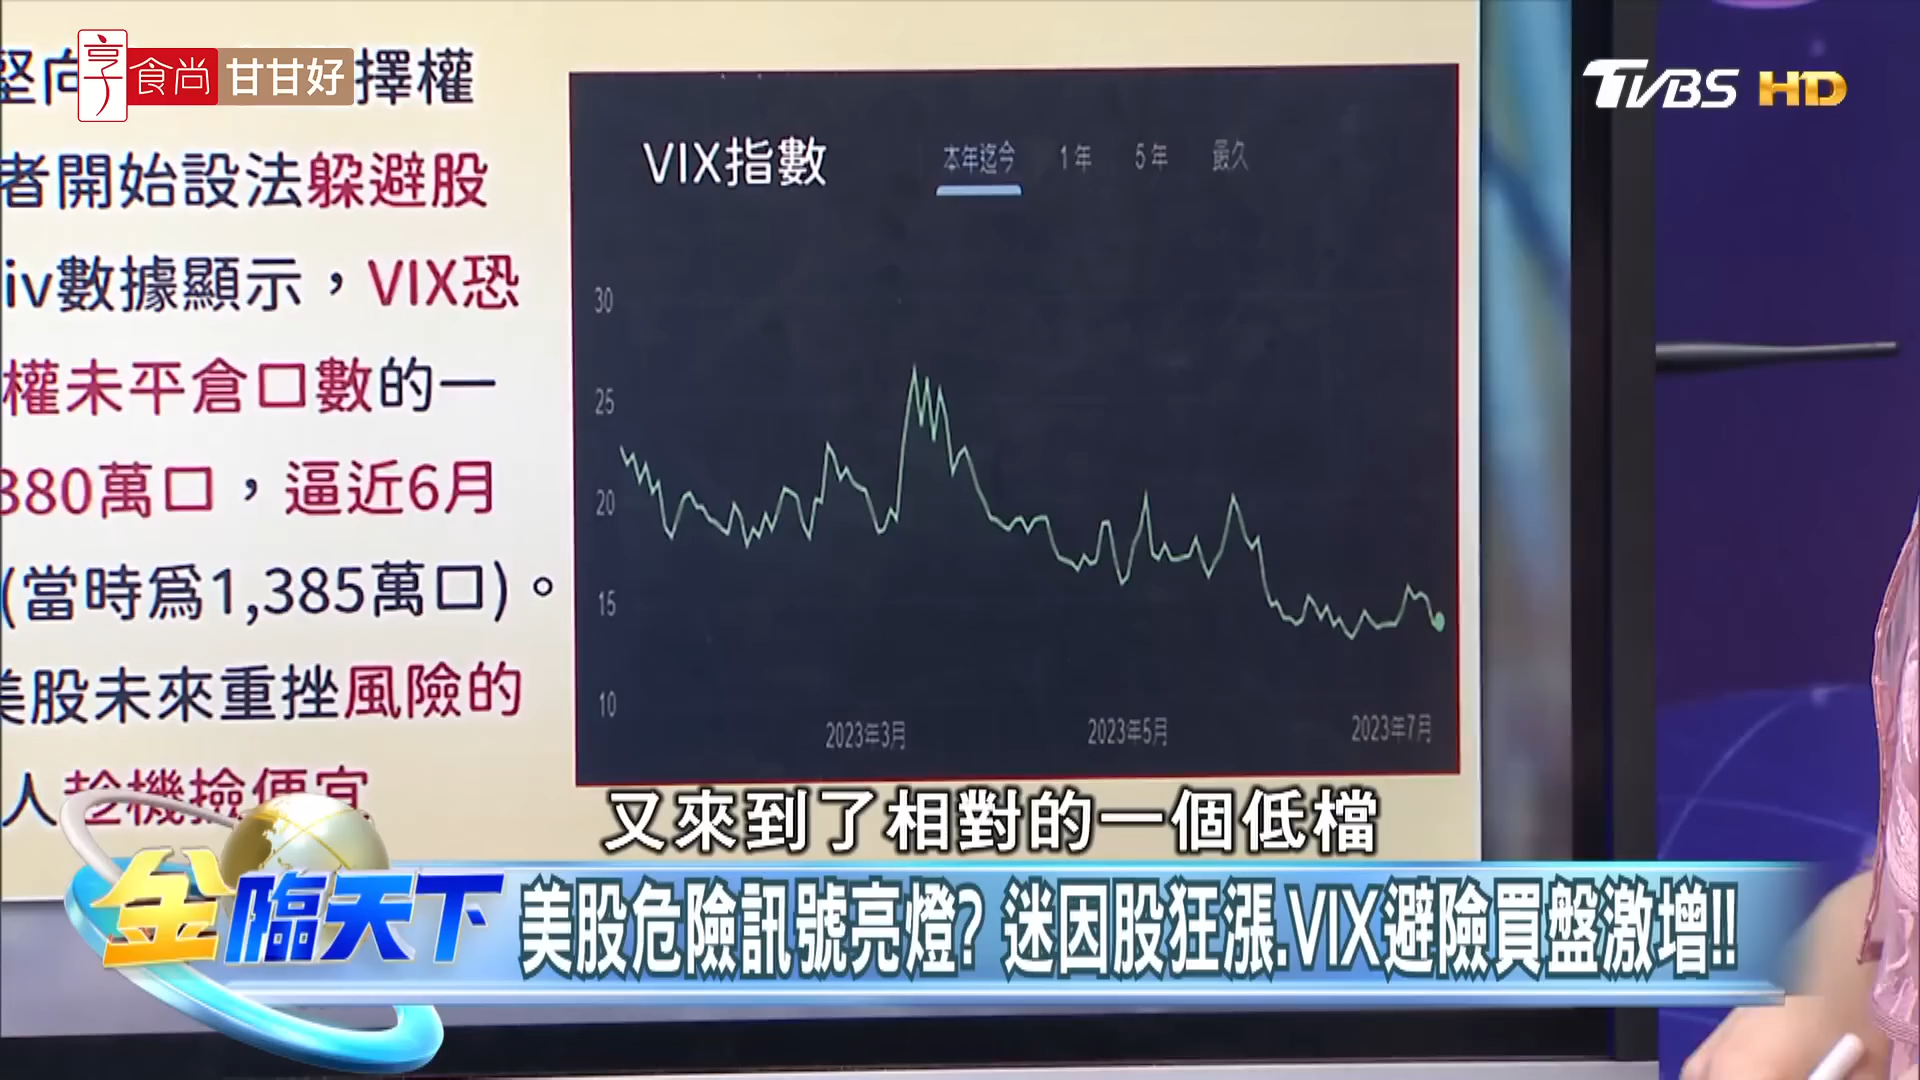 享食尚 甘甘好
TVBS HD
擇權
者開始設法躲避股
iv數據顯示，VIX恐
權未平倉口數的一
380萬口，逼近6月
(當時爲1,385萬口)。
美股未來重挫風險的
人趁機撿便宜
VIX指數
本年迄今 1年 5年 最久
30
25
20
15
10
2023年3月 2023年5月 2023年7月
又來到了相對的一個低檔
金臨天下
美股危險訊號亮燈? 迷因股狂漲.VIX避險買盤激增!!